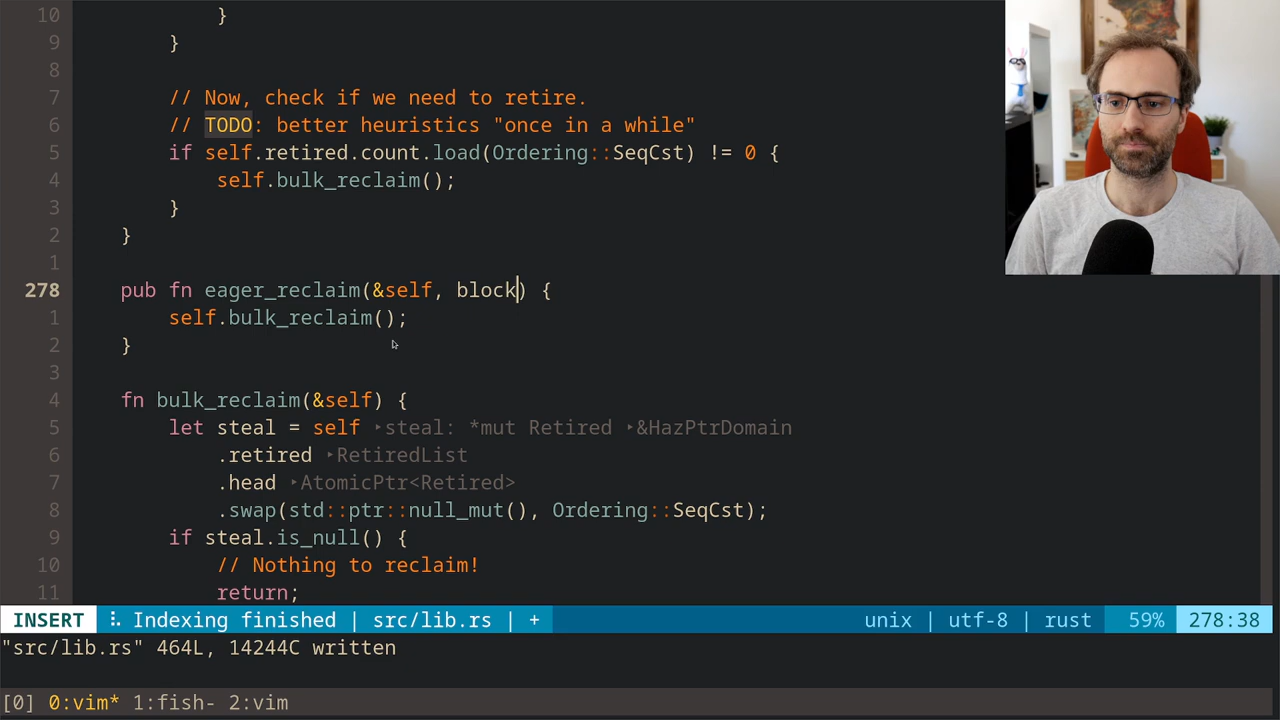 10 }
9 }
8
7 // Now, check if we need to retire.
6 // TODO: better heuristics "once in a while"
5 if self.retired.count.load(Ordering::SeqCst) != 0 {
4 self.bulk_reclaim();
3 }
2 }
1
278 pub fn eager_reclaim(&self, block) {
1 self.bulk_reclaim();
2 }
3
4 fn bulk_reclaim(&self) {
5 let steal = self ‣steal: *mut Retired ‣&HazPtrDomain
6 .retired ‣RetiredList
7 .head ‣AtomicPtr<Retired>
8 .swap(std::ptr::null_mut(), Ordering::SeqCst);
9 if steal.is_null() {
10 // Nothing to reclaim!
11 return;
INSERT ⠧ Indexing finished | src/lib.rs | + unix | utf-8 | rust 59% 278:38
"src/lib.rs" 464L, 14244C written
[0] 0:vim* 1:fish- 2:vim